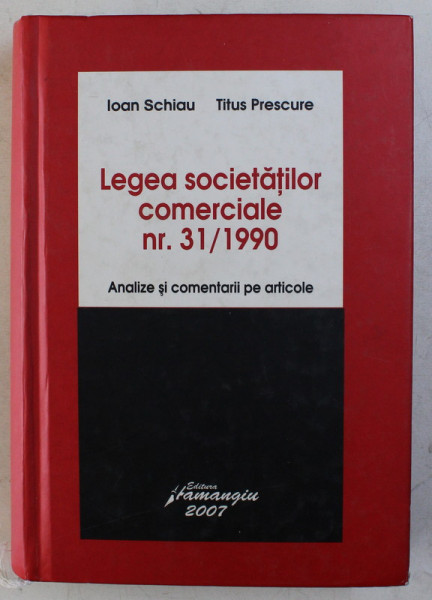 Ioan Schiau Titus Prescure
Legea societăților
comerciale
nr. 31/1990
Analize și comentarii pe articole
Editura
Hamangiu
2007